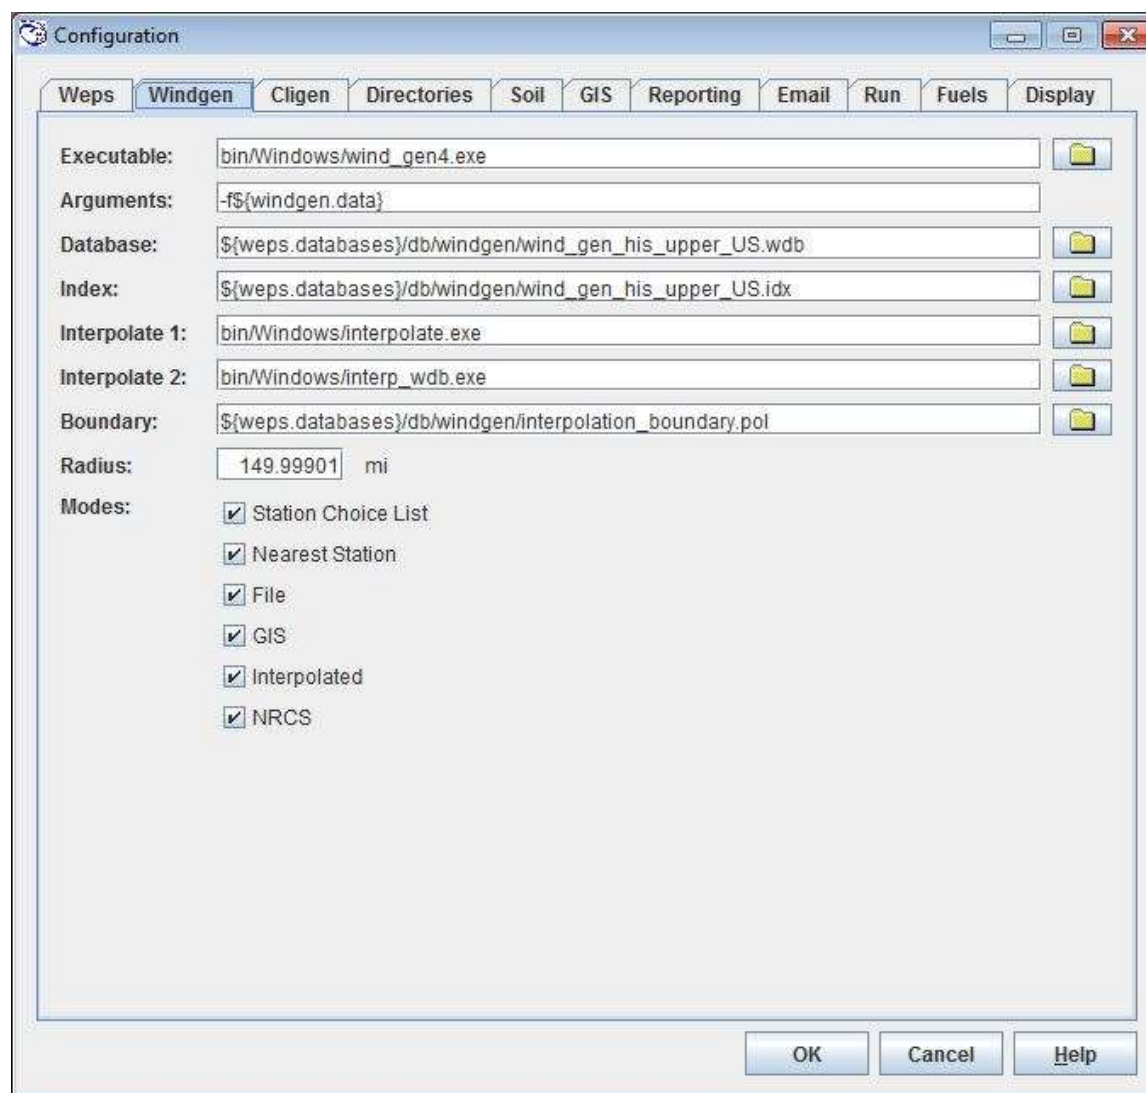 Configuration
Weps Windgen Cligen Directories Soil GIS Reporting Email Run Fuels Display
Executable: bin/Windows/wind_gen4.exe
Arguments: -f${windgen.data}
Database: ${weps.databases}/db/windgen/wind_gen_his_upper_US.wdb
Index: ${weps.databases}/db/windgen/wind_gen_his_upper_US.idx
Interpolate 1: bin/Windows/interpolate.exe
Interpolate 2: bin/Windows/interp_wdb.exe
Boundary: ${weps.databases}/db/windgen/interpolation_boundary.pol
Radius: 149.99901 mi
Modes: Station Choice List
Nearest Station
File
GIS
Interpolated
NRCS
OK Cancel Help